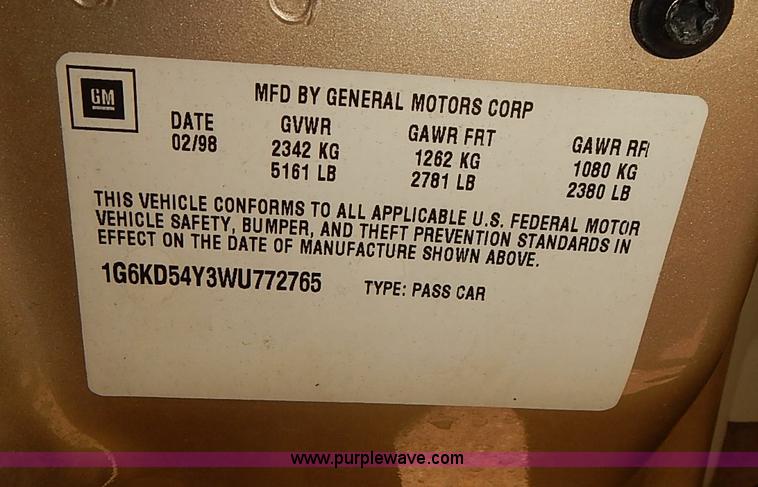 GM
MFD BY GENERAL MOTORS CORP
DATE GVWR GAWR FRT GAWR RR
02/98 2342 KG 1262 KG 1080 KG
5161 LB 2781 LB 2380 LB
THIS VEHICLE CONFORMS TO ALL APPLICABLE U.S. FEDERAL MOTOR
VEHICLE SAFETY, BUMPER, AND THEFT PREVENTION STANDARDS IN
EFFECT ON THE DATE OF MANUFACTURE SHOWN ABOVE.
1G6KD54Y3WU772765 TYPE: PASS CAR
www.purplewave.com